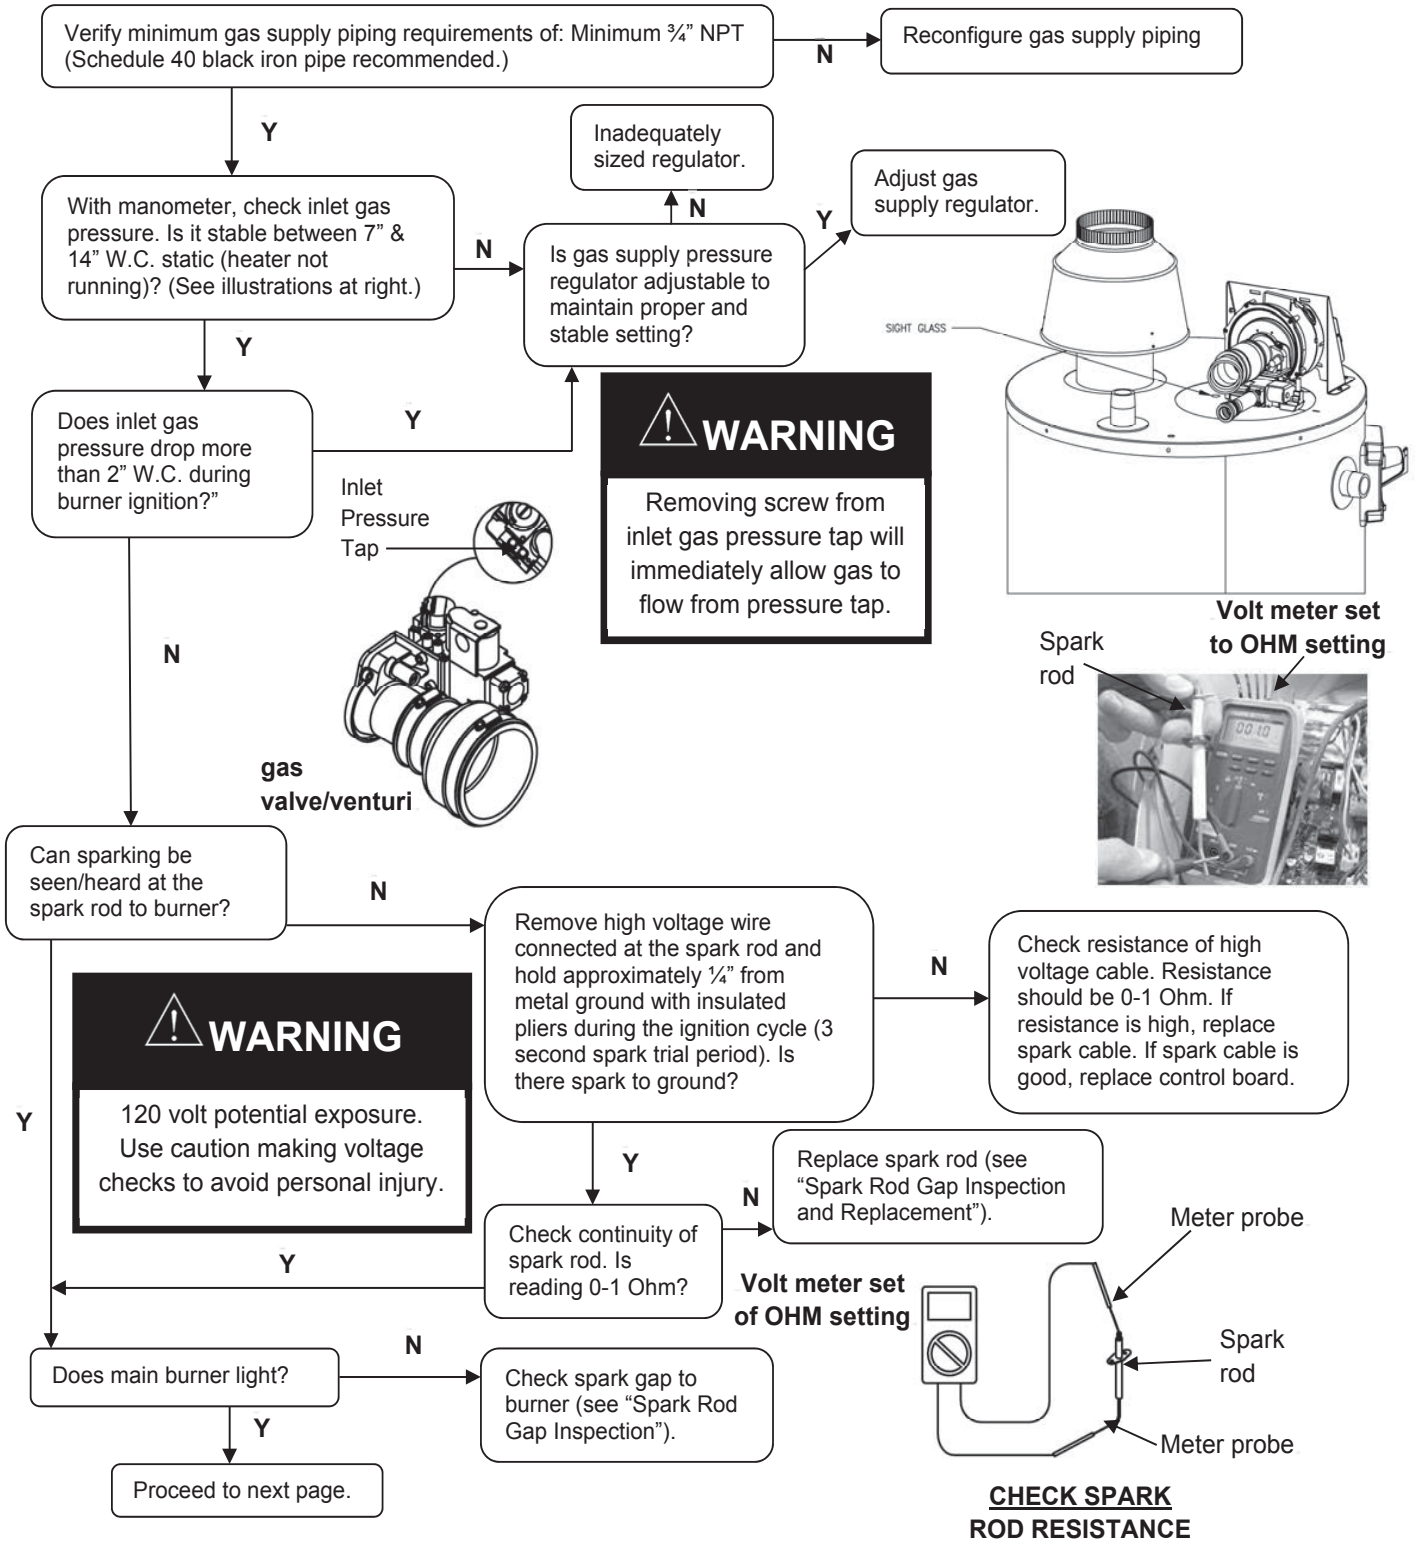 Verify minimum gas supply piping requirements of: Minimum ¾” NPT
(Schedule 40 black iron pipe recommended.)
N
Reconfigure gas supply piping
Y
Inadequately
sized regulator.
N
Adjust gas
supply regulator.
Y
With manometer, check inlet gas
pressure. Is it stable between 7” &
14” W.C. static (heater not
running)? (See illustrations at right.)
N
Is gas supply pressure
regulator adjustable to
maintain proper and
stable setting?
SIGHT GLASS
Y
Does inlet gas
pressure drop more
than 2” W.C. during
burner ignition?”
Y
WARNING
Removing screw from
inlet gas pressure tap will
immediately allow gas to
flow from pressure tap.
Inlet
Pressure
Tap
gas
valve/venturi
N
Volt meter set
to OHM setting
Spark
rod
001.0
Can sparking be
seen/heard at the
spark rod to burner?
N
Remove high voltage wire
connected at the spark rod and
hold approximately ¼” from
metal ground with insulated
pliers during the ignition cycle (3
second spark trial period). Is
there spark to ground?
N
Check resistance of high
voltage cable. Resistance
should be 0-1 Ohm. If
resistance is high, replace
spark cable. If spark cable is
good, replace control board.
WARNING
120 volt potential exposure.
Use caution making voltage
checks to avoid personal injury.
Y
Y
Check continuity of
spark rod. Is
reading 0-1 Ohm?
N
Replace spark rod (see
“Spark Rod Gap Inspection
and Replacement”).
Y
Volt meter set
of OHM setting
Meter probe
Spark
rod
Meter probe
CHECK SPARK
ROD RESISTANCE
Does main burner light?
N
Check spark gap to
burner (see “Spark Rod
Gap Inspection”).
Y
Proceed to next page.